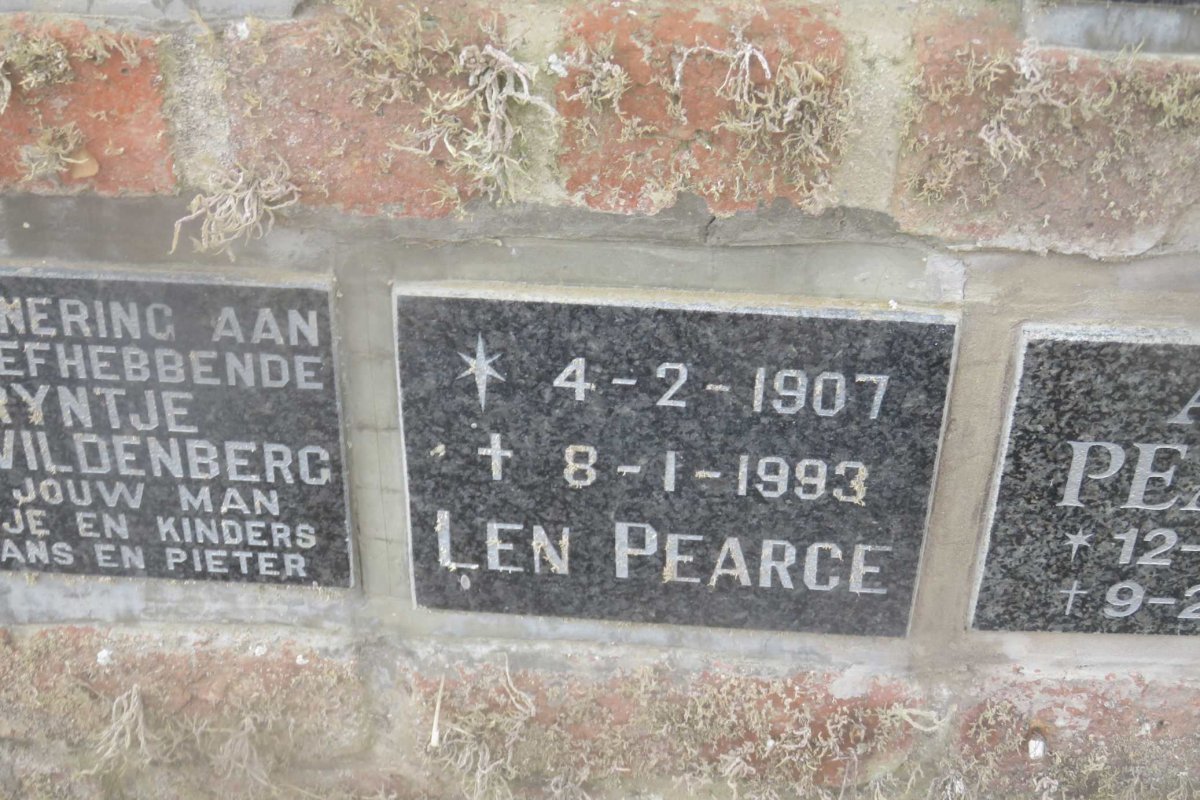 NERING AAN
EFHEBBENDE
RYNTJE
WILDENBERG
JOUW MAN
JE EN KINDERS
ANS EN PIETER
* 4-2-1907
† 8-1-1993
LEN PEARCE
A
PE
* 12-
† 9-2